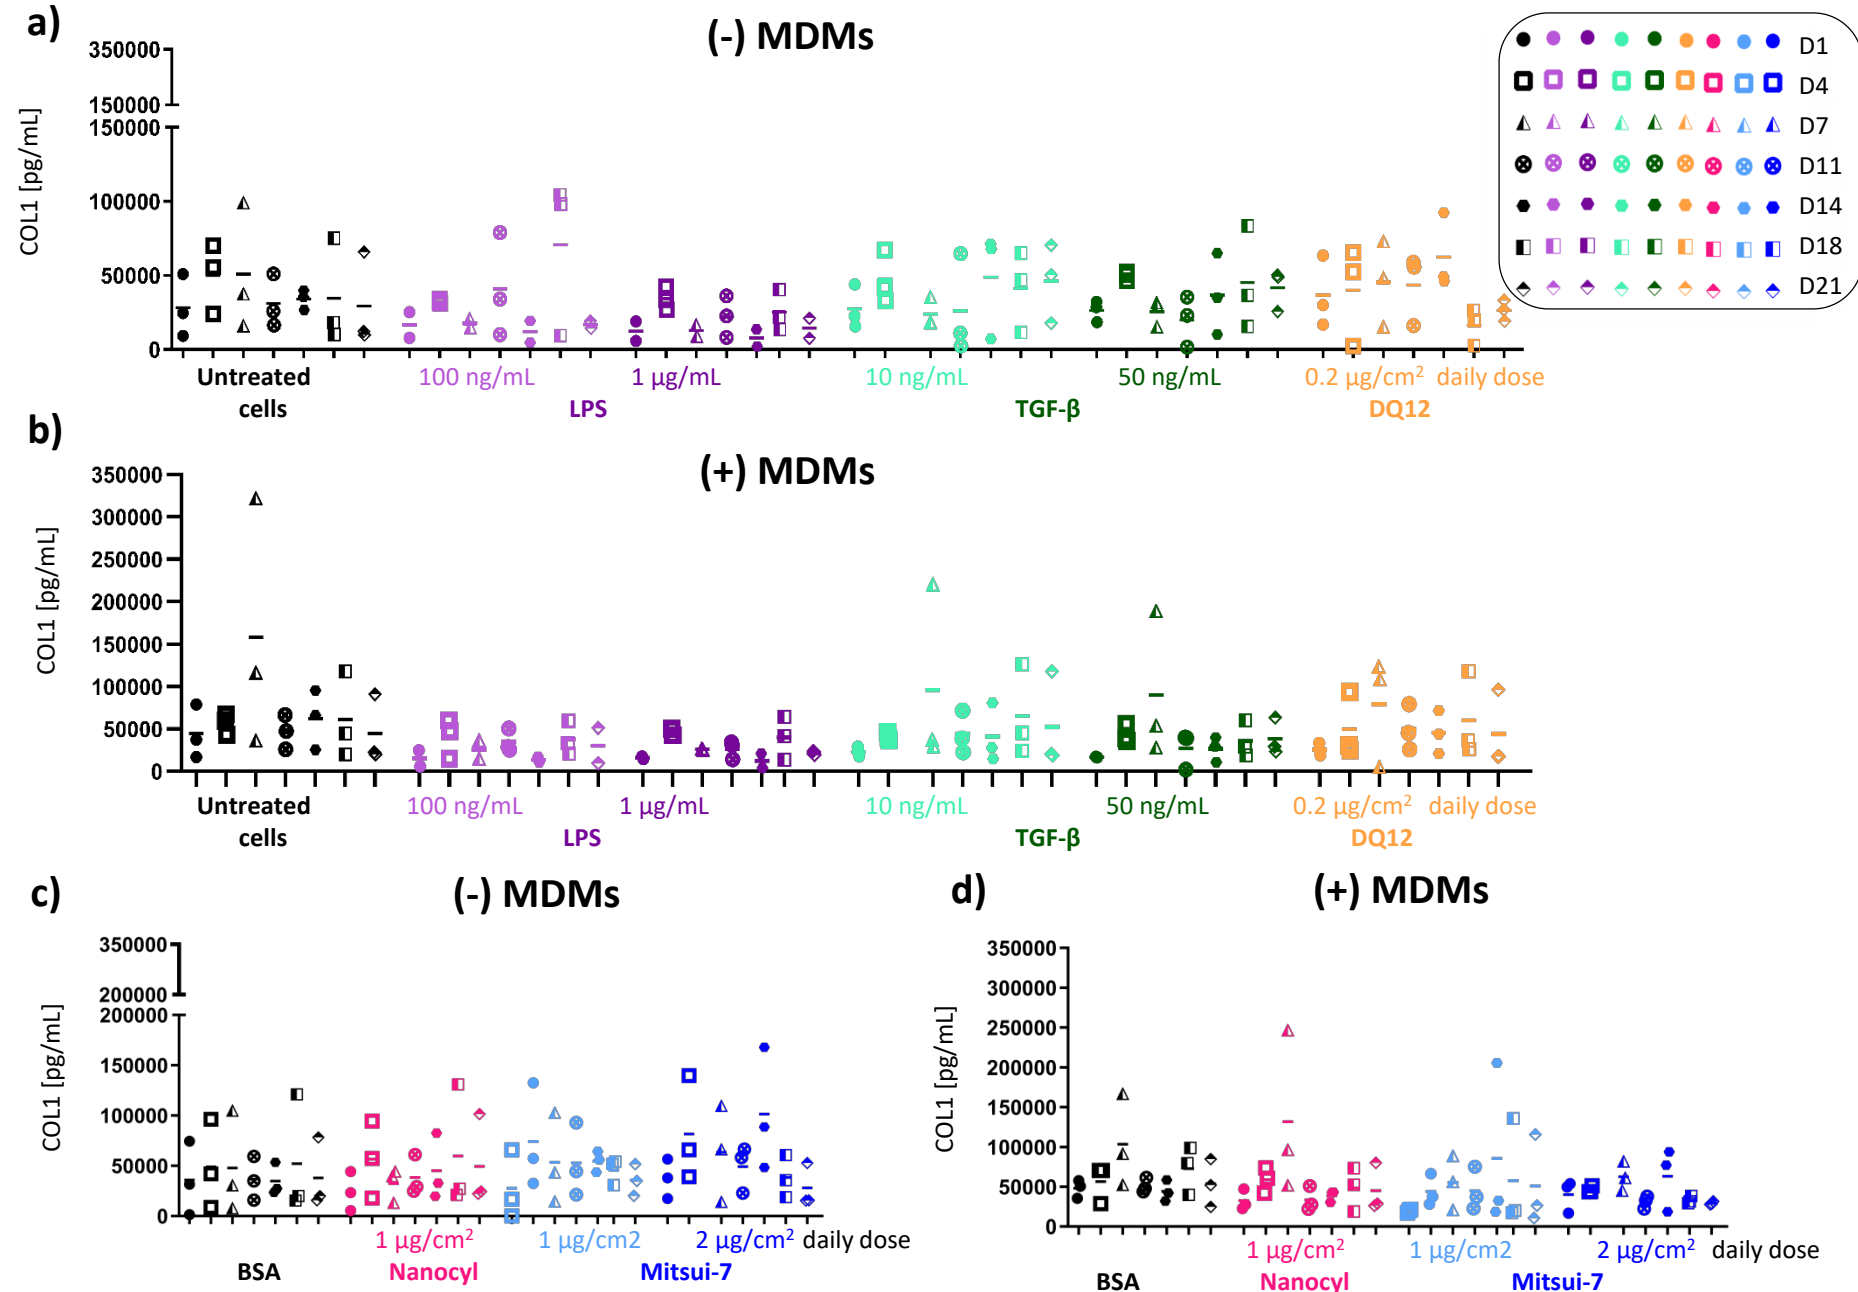 a)
(-) MDMs
350000
150000
150000
100000
50000
0
COL1 [pg/mL]
Untreated cells
100 ng/mL
1 µg/mL
LPS
10 ng/mL
50 ng/mL
TGF-β
0.2 µg/cm² daily dose
DQ12
D1
D4
D7
D11
D14
D18
D21
b)
(+) MDMs
350000
300000
250000
200000
150000
100000
50000
0
COL1 [pg/mL]
Untreated cells
100 ng/mL
1 µg/mL
LPS
10 ng/mL
50 ng/mL
TGF-β
0.2 µg/cm² daily dose
DQ12
c)
(-) MDMs
350000
200000
200000
150000
100000
50000
0
COL1 [pg/mL]
BSA
1 µg/cm²
Nanocyl
1 µg/cm2
2 µg/cm² daily dose
Mitsui-7
d)
(+) MDMs
350000
300000
250000
200000
150000
100000
50000
0
COL1 [pg/mL]
BSA
1 µg/cm²
Nanocyl
1 µg/cm2
2 µg/cm² daily dose
Mitsui-7